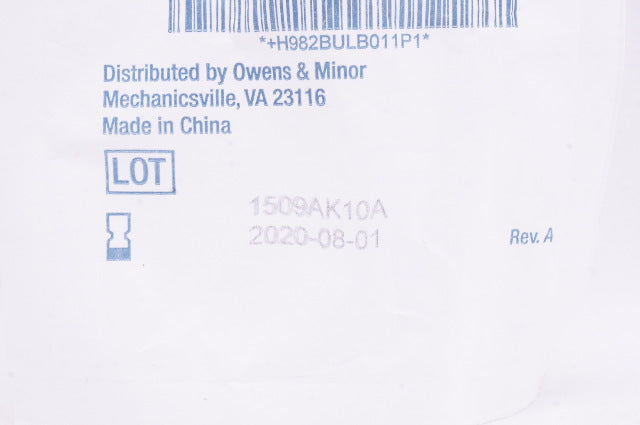 *+H982BULB011P1*
Distributed by Owens & Minor
Mechanicsville, VA 23116
Made in China
LOT
1509AK10A
2020-08-01
Rev. A